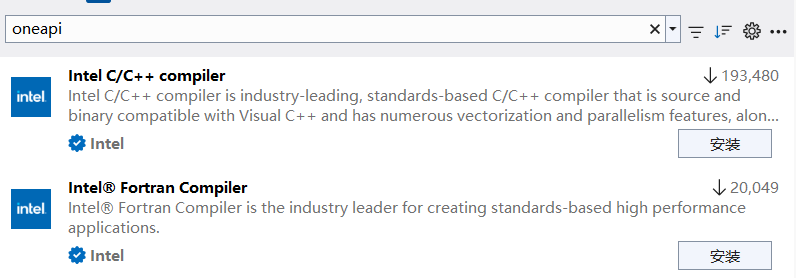 oneapi
intel
Intel C/C++ compiler
193,480
Intel C/C++ compiler is industry-leading, standards-based C/C++ compiler that is source and
binary compatible with Visual C++ and has numerous vectorization and parallelism features, alon...
Intel
安装
intel
Intel® Fortran Compiler
20,049
Intel® Fortran Compiler is the industry leader for creating standards-based high performance
applications.
Intel
安装